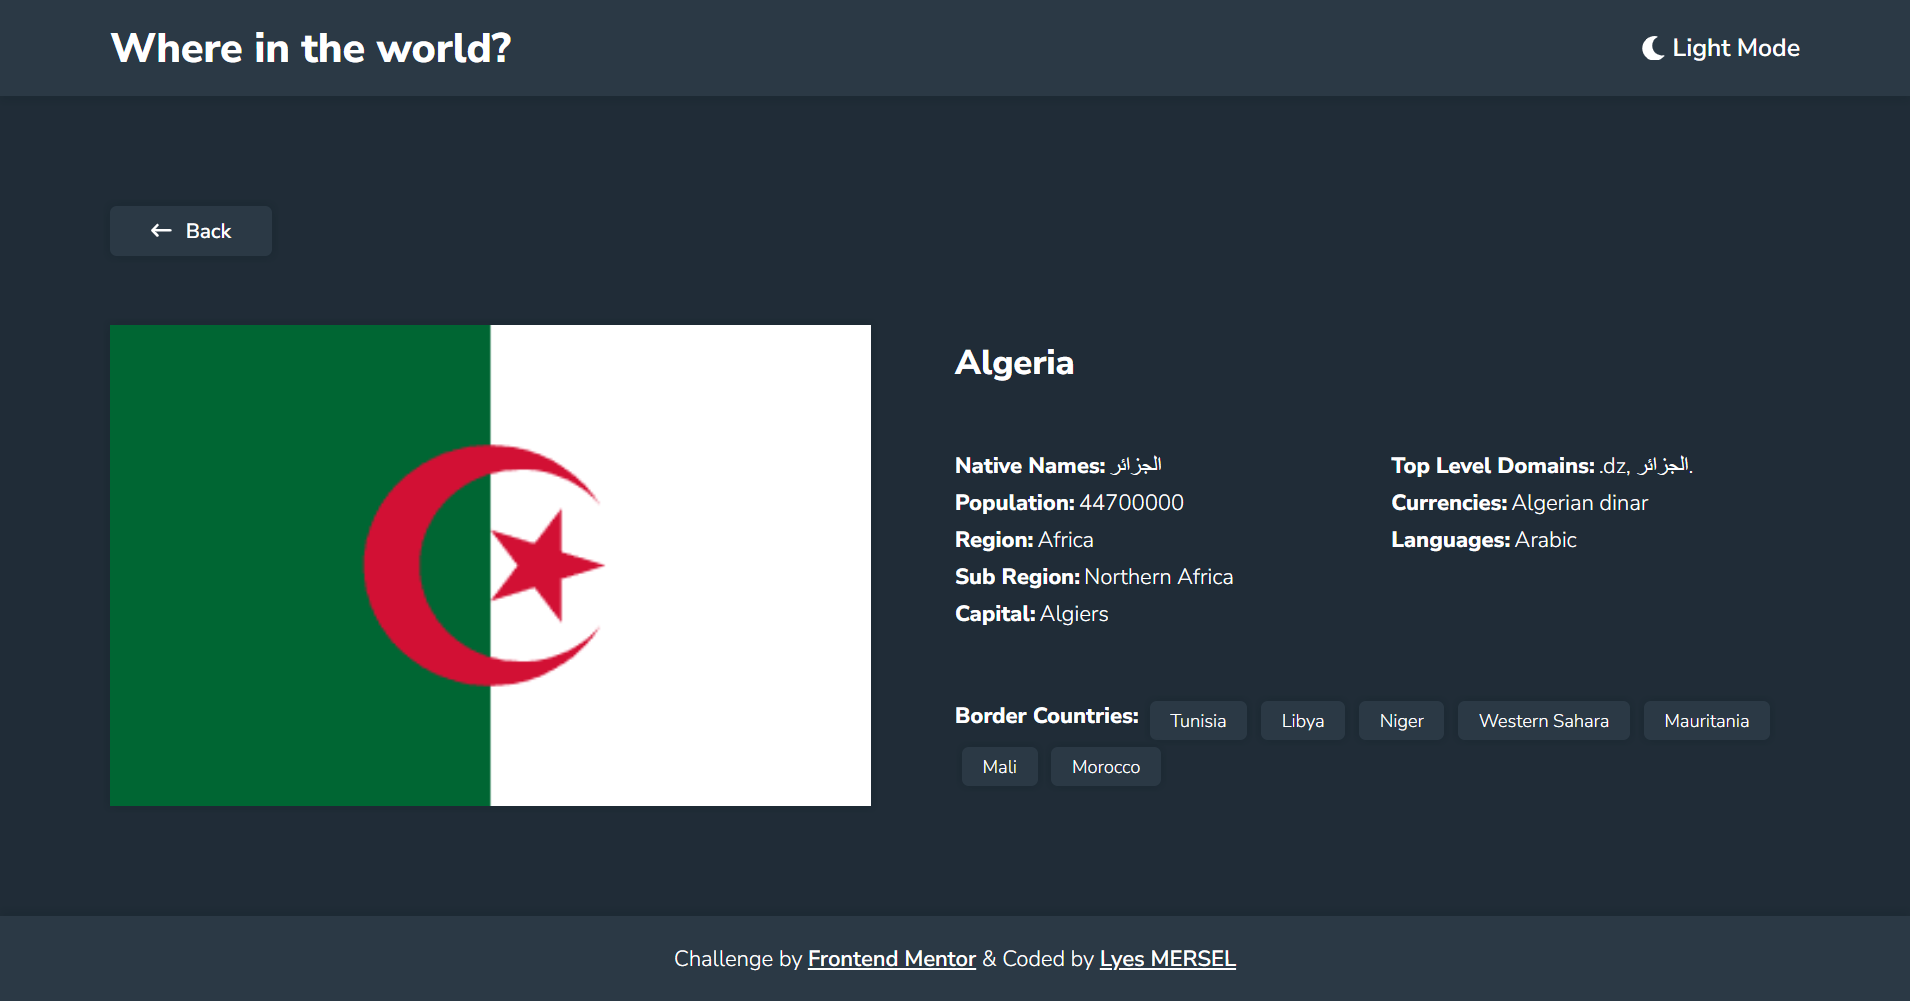 Where in the world?
Light Mode
Back
Algeria
Native Names: الجزائر
Population: 44700000
Region: Africa
Sub Region: Northern Africa
Capital: Algiers
Top Level Domains: .dz, الجزائر.
Currencies: Algerian dinar
Languages: Arabic
Border Countries: Tunisia Libya Niger Western Sahara Mauritania
Mali Morocco
Challenge by Frontend Mentor & Coded by Lyes MERSEL